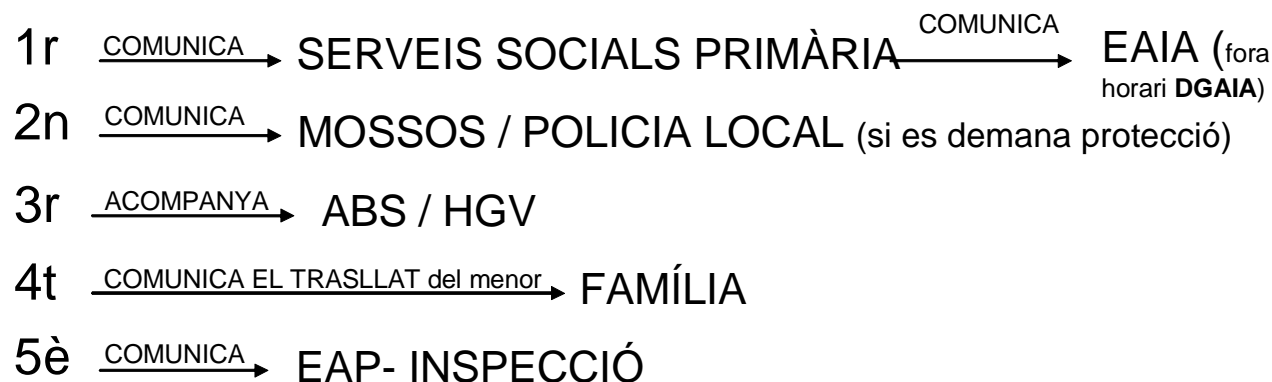 1r COMUNICA SERVEIS SOCIALS PRIMÀRIA COMUNICA EAIA (fora
horari DGAIA)
2n COMUNICA MOSSOS / POLICIA LOCAL (si es demana protecció)
3r ACOMPANYA ABS / HGV
4t COMUNICA EL TRASLLAT del menor FAMÍLIA
5è COMUNICA EAP- INSPECCIÓ